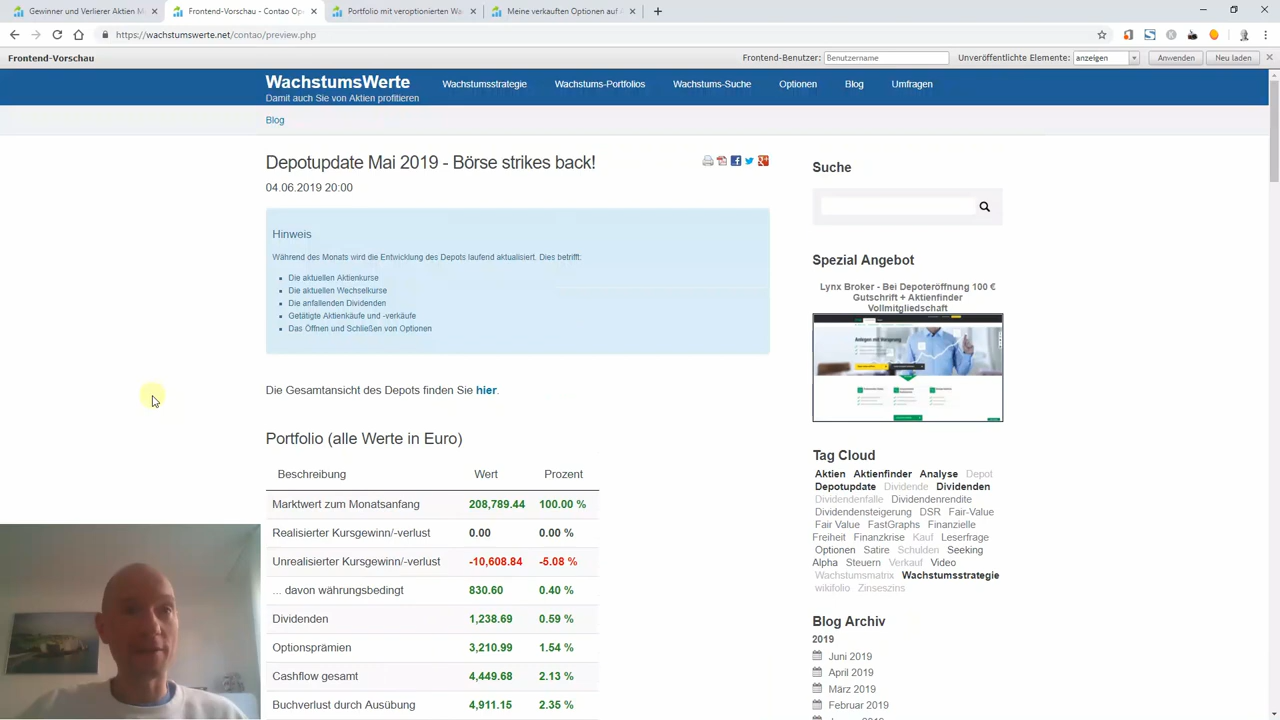 Gewinner und Verlierer Aktien M
Frontend-Vorschau - Contao Op
Portfolio mit veroptionierten Wa
Meine verkauften Optionen auf
https://wachstumswerte.net/contao/preview.php
Frontend-Vorschau
Frontend-Benutzer:
Benutzername
Unveröffentlichte Elemente:
anzeigen
Anwenden
Neu laden
WachstumsWerte
Damit auch Sie von Aktien profitieren
Wachstumsstrategie
Wachstums-Portfolios
Wachstums-Suche
Optionen
Blog
Umfragen
Blog
Depotupdate Mai 2019 - Börse strikes back!
04.06.2019 20:00
Hinweis
Während des Monats wird die Entwicklung des Depots laufend aktualisiert. Dies betrifft:
Die aktuellen Aktienkurse
Die aktuellen Wechselkurse
Die anfallenden Dividenden
Getätigte Aktienkäufe und -verkäufe
Das Öffnen und Schließen von Optionen
Die Gesamtansicht des Depots finden Sie hier.
Portfolio (alle Werte in Euro)
Beschreibung Wert Prozent
Marktwert zum Monatsanfang 208,789.44 100.00 %
Realisierter Kursgewinn/-verlust 0.00 0.00 %
Unrealisierter Kursgewinn/-verlust -10,608.84 -5.08 %
... davon währungsbedingt 830.60 0.40 %
Dividenden 1,238.69 0.59 %
Optionsprämien 3,210.99 1.54 %
Cashflow gesamt 4,449.68 2.13 %
Buchverlust durch Ausübung 4,911.15 2.35 %
Suche
Spezial Angebot
Lynx Broker - Bei Depoteröffnung 100 €
Gutschrift + Aktienfinder
Vollmitgliedschaft
Tag Cloud
Aktien Aktienfinder Analyse Depot
Depotupdate Dividende Dividenden
Dividendenfalle Dividendenrendite
Dividendensteigerung DSR Fair-Value
Fair Value FastGraphs Finanzielle
Freiheit Finanzkrise Kauf Leserfrage
Optionen Satire Schulden Seeking
Alpha Steuern Verkauf Video
Wachstumsmatrix Wachstumsstrategie
wikifolio Zinseszins
Blog Archiv
2019
Juni 2019
April 2019
März 2019
Februar 2019